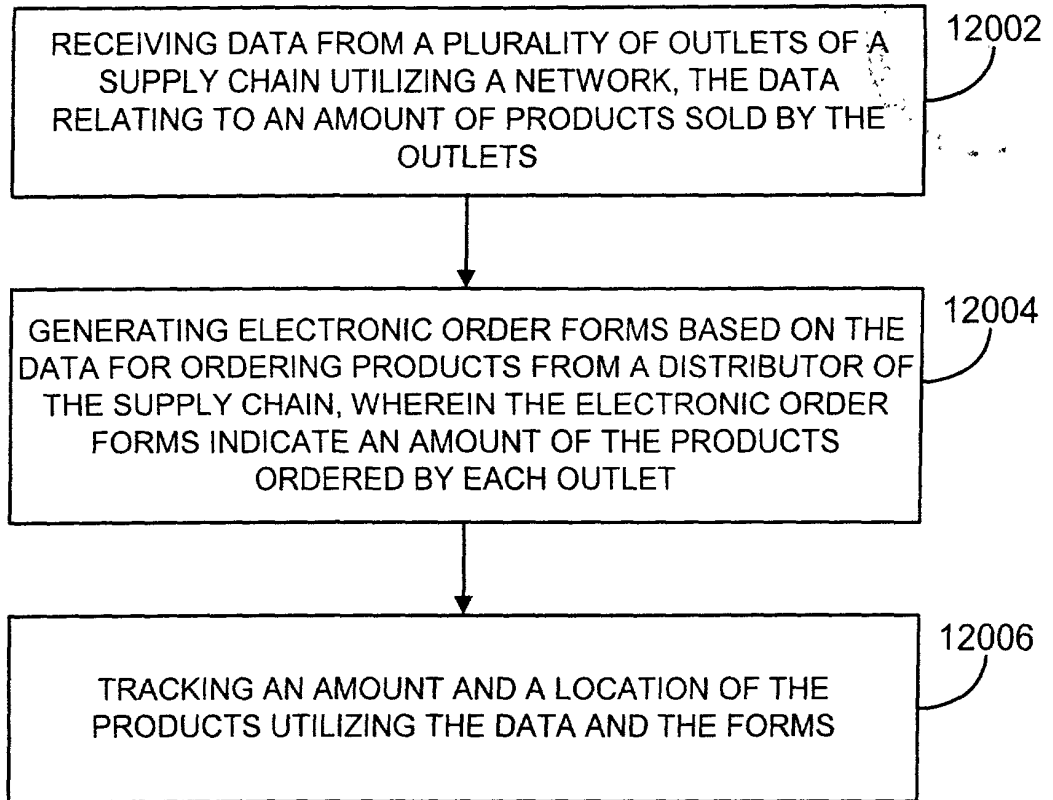 RECEIVING DATA FROM A PLURALITY OF OUTLETS OF A
SUPPLY CHAIN UTILIZING A NETWORK, THE DATA
RELATING TO AN AMOUNT OF PRODUCTS SOLD BY THE
OUTLETS
12002
GENERATING ELECTRONIC ORDER FORMS BASED ON THE
DATA FOR ORDERING PRODUCTS FROM A DISTRIBUTOR OF
THE SUPPLY CHAIN, WHEREIN THE ELECTRONIC ORDER
FORMS INDICATE AN AMOUNT OF THE PRODUCTS
ORDERED BY EACH OUTLET
12004
TRACKING AN AMOUNT AND A LOCATION OF THE
PRODUCTS UTILIZING THE DATA AND THE FORMS
12006